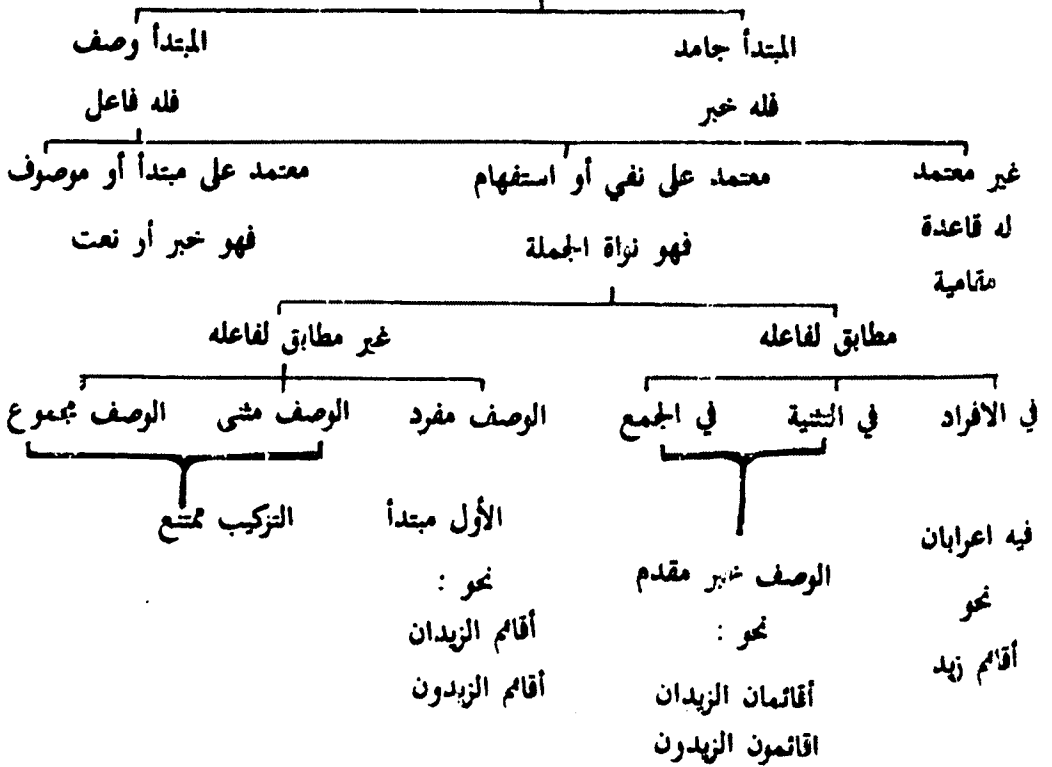 المبتدأ جامد
المبتدأ وصف
فله خبر
فله فاعل
غير معتمد
معتمد على نفي أو استفهام
معتمد على مبتدأ أو موصوف
له قاعدة
مقامية
فهو نواة الجملة
فهو خبر أو نعت
مطابق لفاعله
غير مطابق لفاعله
في الافراد
في التثنية
في الجمع
الوصف مفرد
الوصف مثنى
الوصف مجموع
فيه اعرابان
نحو
أقائم زيد
الوصف خبر مقدم
نحو :
أقائمان الزيدان
اقائمون الزيدون
الأول مبتدأ
نحو :
أقائم الزيدان
أقائم الزيدون
التركيب ممتنع